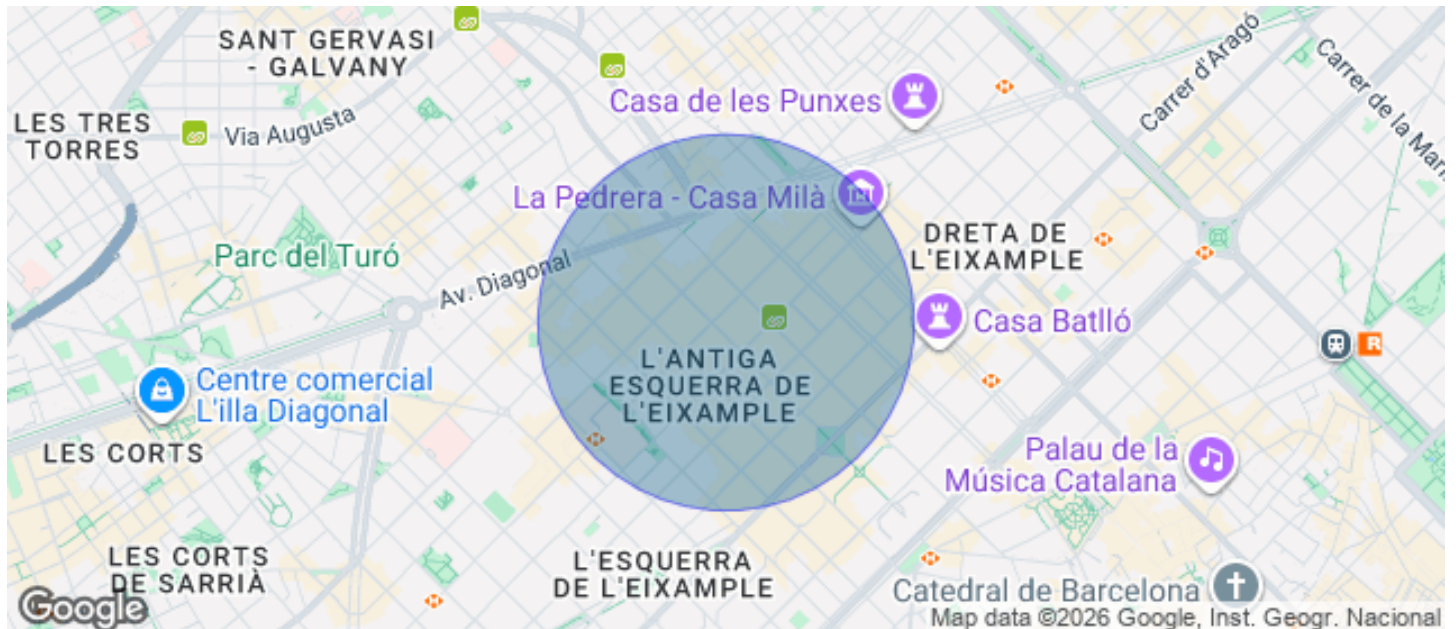 SANT GERVASI
- GALVANY
LES TRES
TORRES
Via Augusta
Casa de les Punxes
Carrer d'Aragó
Carrer de la Mari
La Pedrera - Casa Milà
DRETA DE
L'EIXAMPLE
Parc del Turó
Av. Diagonal
Casa Batlló
L'ANTIGA
ESQUERRA DE
L'EIXAMPLE
Centre comercial
L'illa Diagonal
R
LES CORTS
Palau de la
Música Catalana
LES CORTS
DE SARRIÀ
L'ESQUERRA
DE L'EIXAMPLE
Catedral de Barcelona
Google
Map data ©2026 Google, Inst. Geogr. Nacional